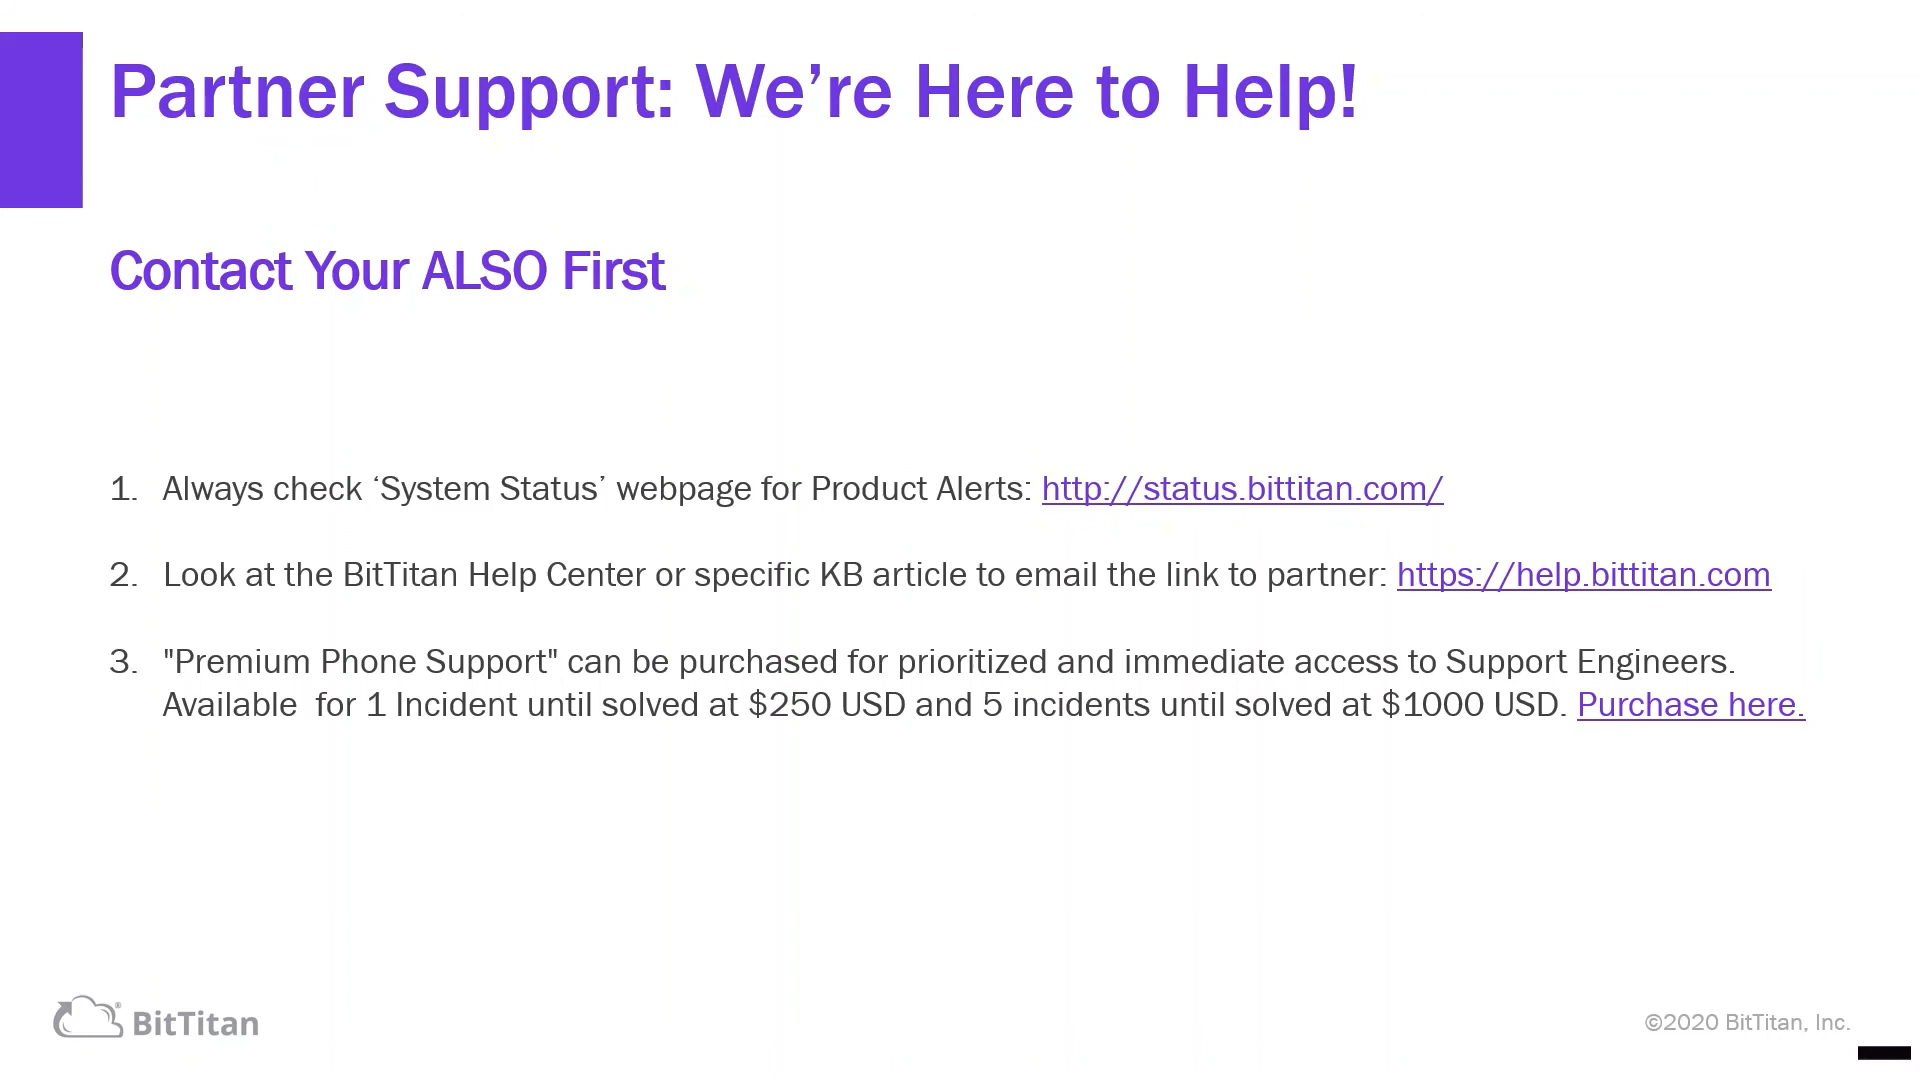 Partner Support: We’re Here to Help!
Contact Your ALSO First
1. Always check ‘System Status’ webpage for Product Alerts: http://status.bittitan.com/
2. Look at the BitTitan Help Center or specific KB article to email the link to partner: https://help.bittitan.com
3. "Premium Phone Support" can be purchased for prioritized and immediate access to Support Engineers.
Available  for 1 Incident until solved at $250 USD and 5 incidents until solved at $1000 USD. Purchase here.
® BitTitan
©2020 BitTitan, Inc.